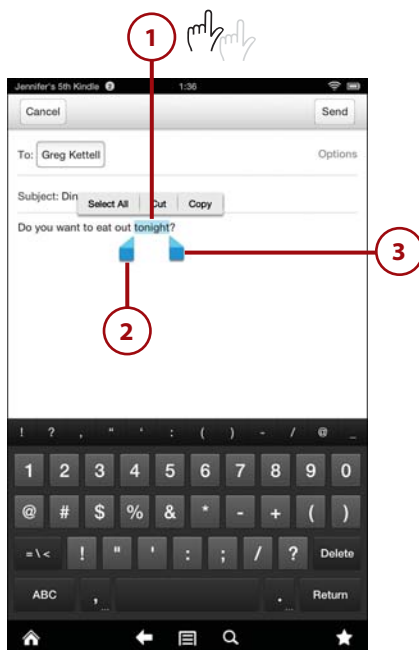 1
Jennifer's 5th Kindle 2 1:36
Cancel Send
To: Greg Kettell Options
Subject: Din
Select All Cut Copy
Do you want to eat out tonight?
3
2
! ? , " ' : ( ) - / @ _
1 2 3 4 5 6 7 8 9 0
@ # $ % & * - + ( )
= \ < ! " ' : ; / ? Delete
ABC , ... . ... Return